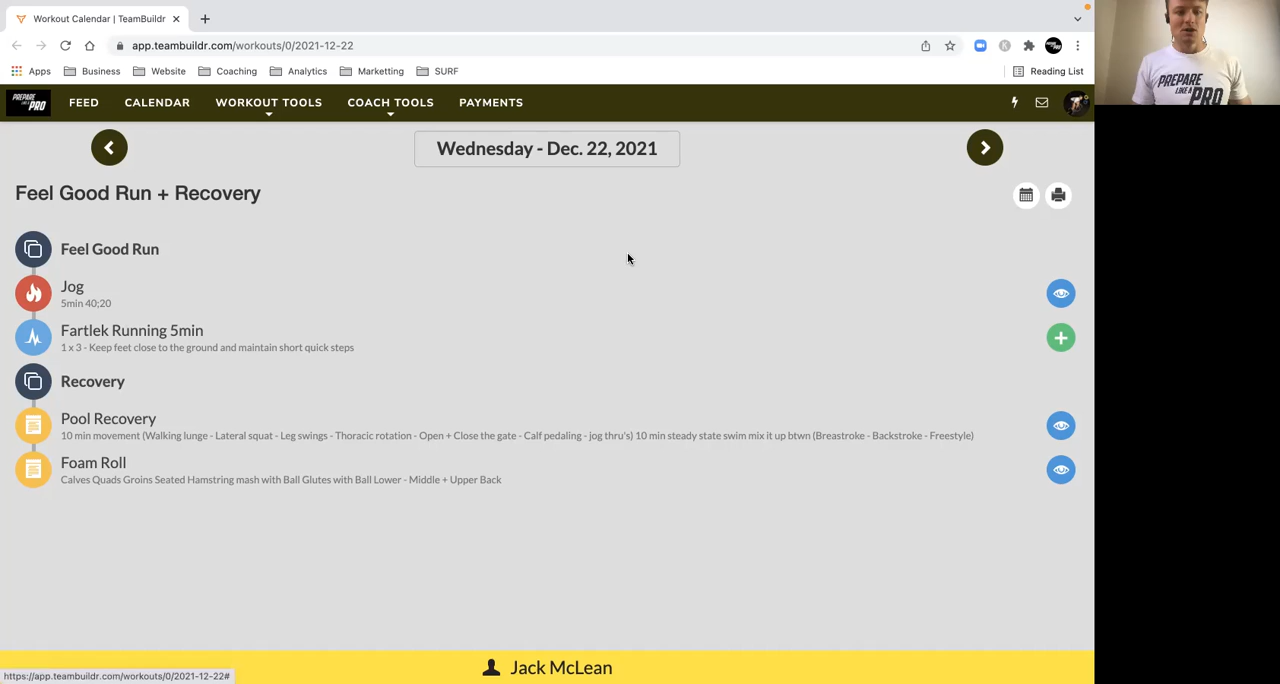 Workout Calendar | TeamBuildr
app.teambuildr.com/workouts/0/2021-12-22
Apps Business Website Coaching Analytics Marketting SURF Reading List
PREPARE LIKE A PRO FEED CALENDAR WORKOUT TOOLS COACH TOOLS PAYMENTS
Wednesday - Dec. 22, 2021
Feel Good Run + Recovery
Feel Good Run
Jog
5min 40;20
Fartlek Running 5min
1 x 3 - Keep feet close to the ground and maintain short quick steps
Recovery
Pool Recovery
10 min movement (Walking lunge - Lateral squat - Leg swings - Thoracic rotation - Open + Close the gate - Calf pedaling - jog thru's) 10 min steady state swim mix it up btwn (Breastroke - Backstroke - Freestyle)
Foam Roll
Calves Quads Groins Seated Hamstring mash with Ball Glutes with Ball Lower - Middle + Upper Back
Jack McLean
https://app.teambuildr.com/workouts/0/2021-12-22#
PREPARE
LIKE A PRO